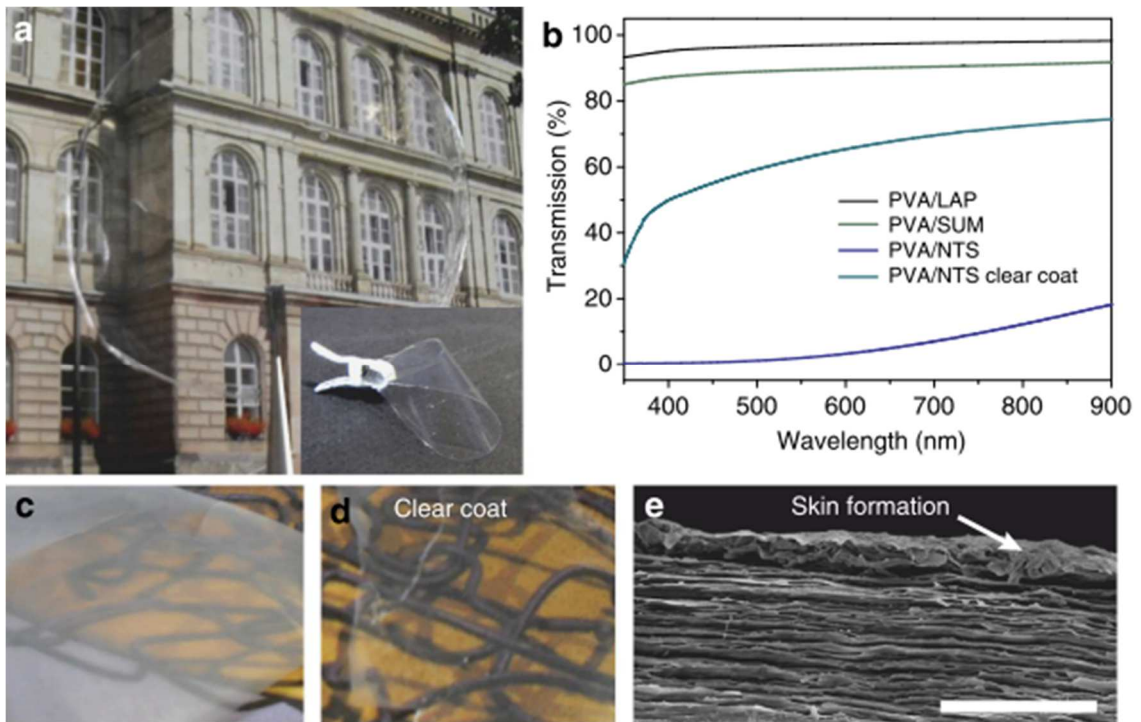 a
b
100
80
60
40
20
0
Transmission (%)
PVA/LAP
PVA/SUM
PVA/NTS
PVA/NTS clear coat
400 500 600 700 800 900
Wavelength (nm)
c
d
Clear coat
e
Skin formation